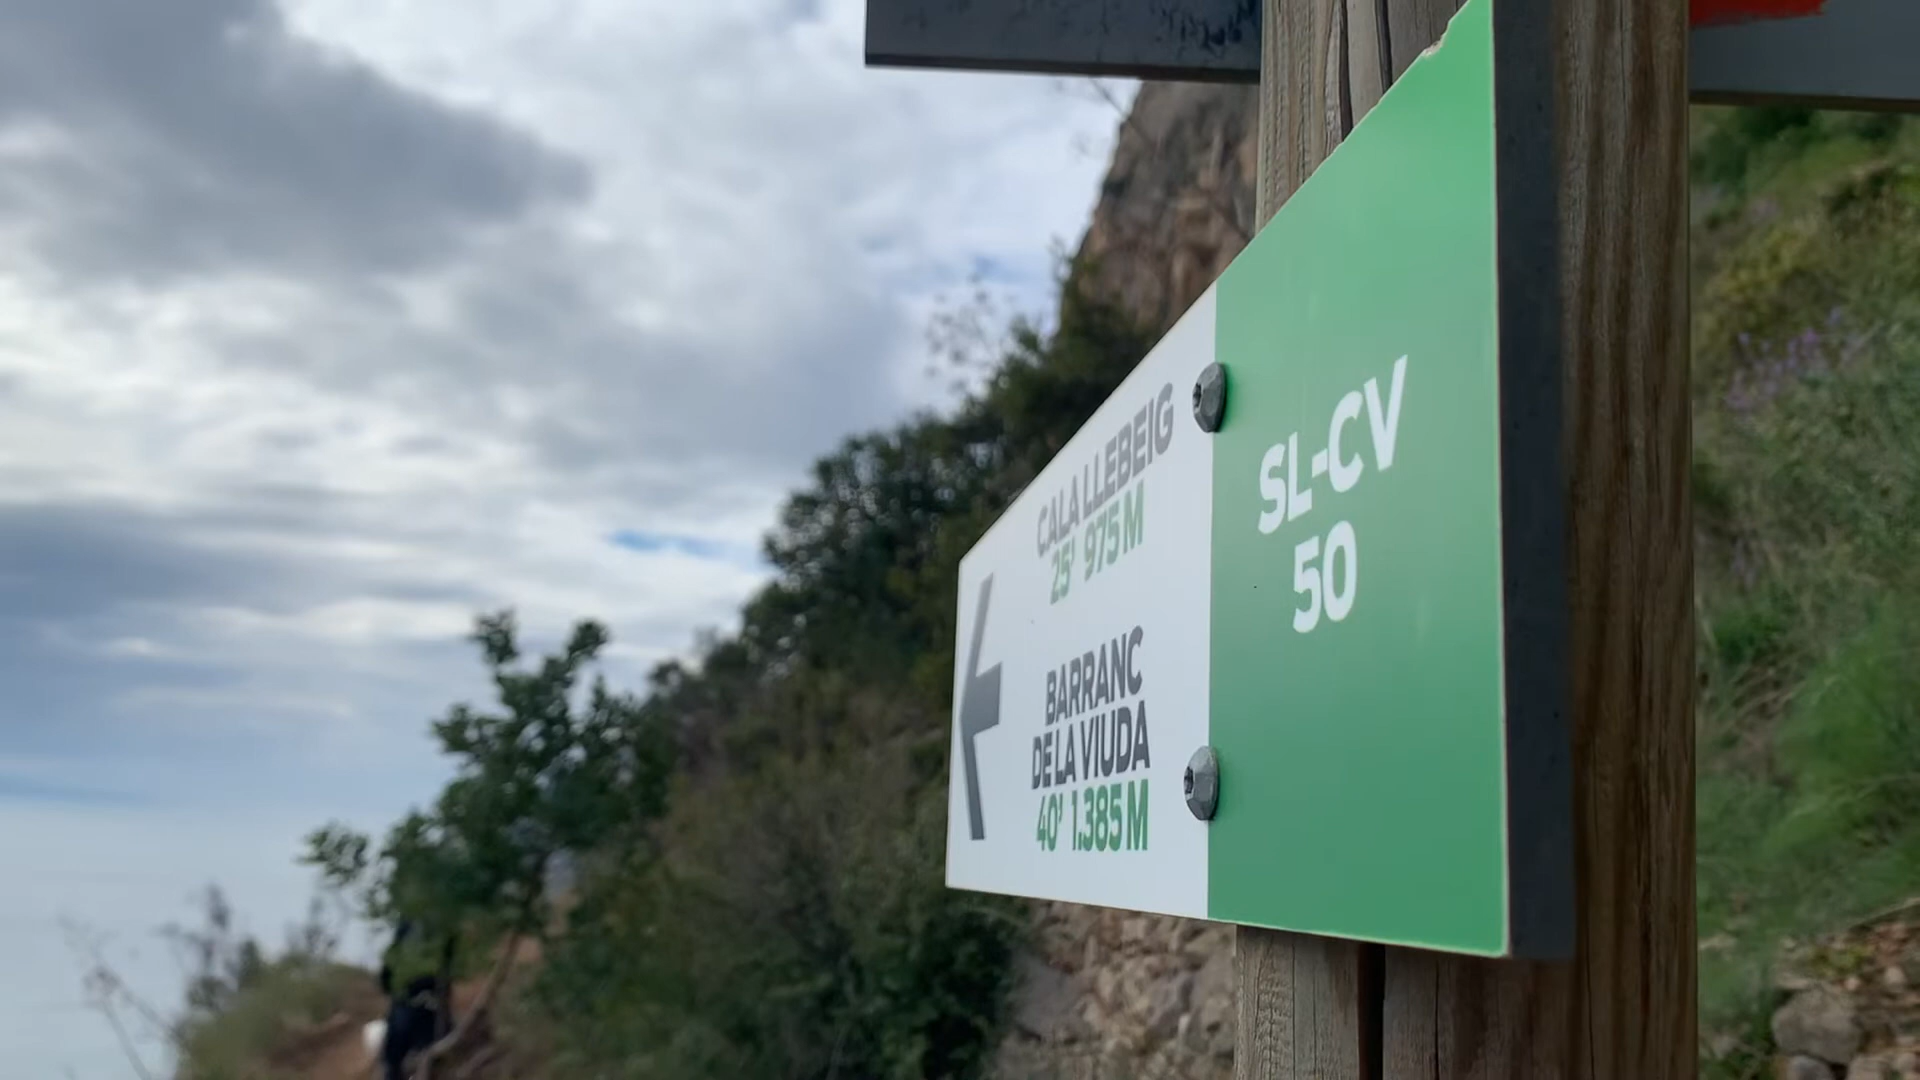 CALA LLEBEIG
25' 975 M
BARRANC
DE LA VIUDA
40' 1.385 M
SL-CV
50